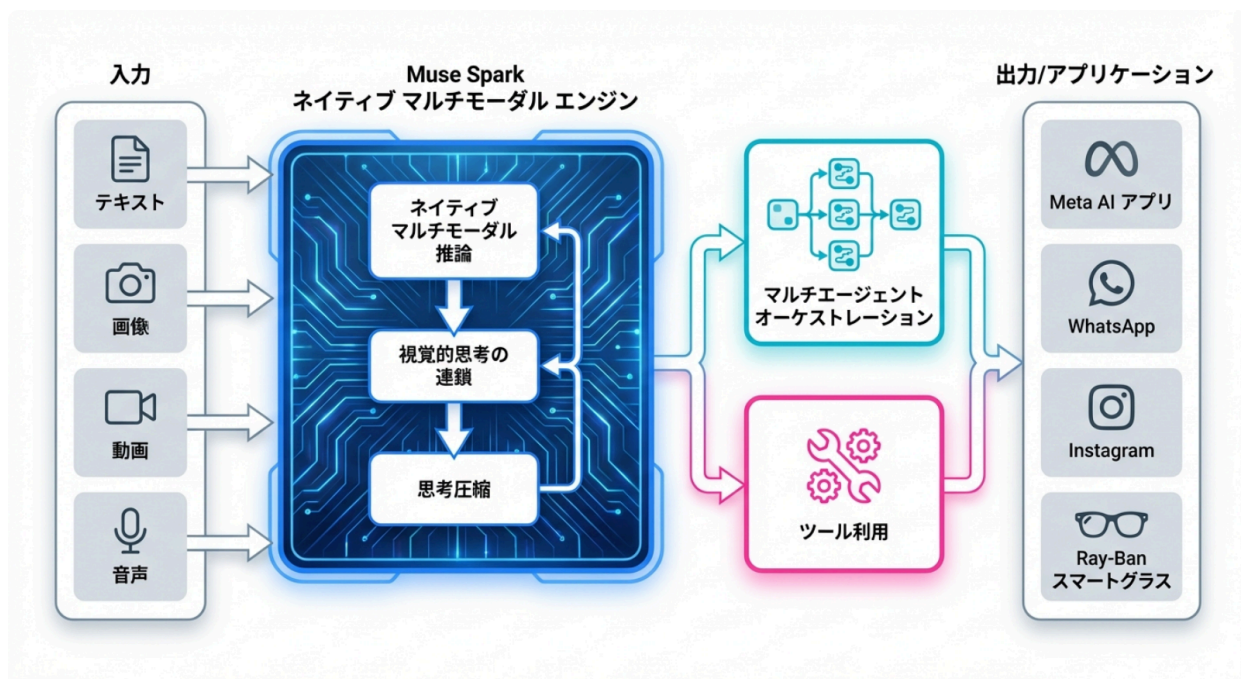 入力
テキスト
画像
動画
音声
Muse Spark
ネイティブ マルチモーダル エンジン
ネイティブ
マルチモーダル
推論
視覚的思考の
連鎖
思考圧縮
マルチエージェント
オーケストレーション
ツール利用
出力/アプリケーション
Meta AI アプリ
WhatsApp
Instagram
Ray-Ban
スマートグラス